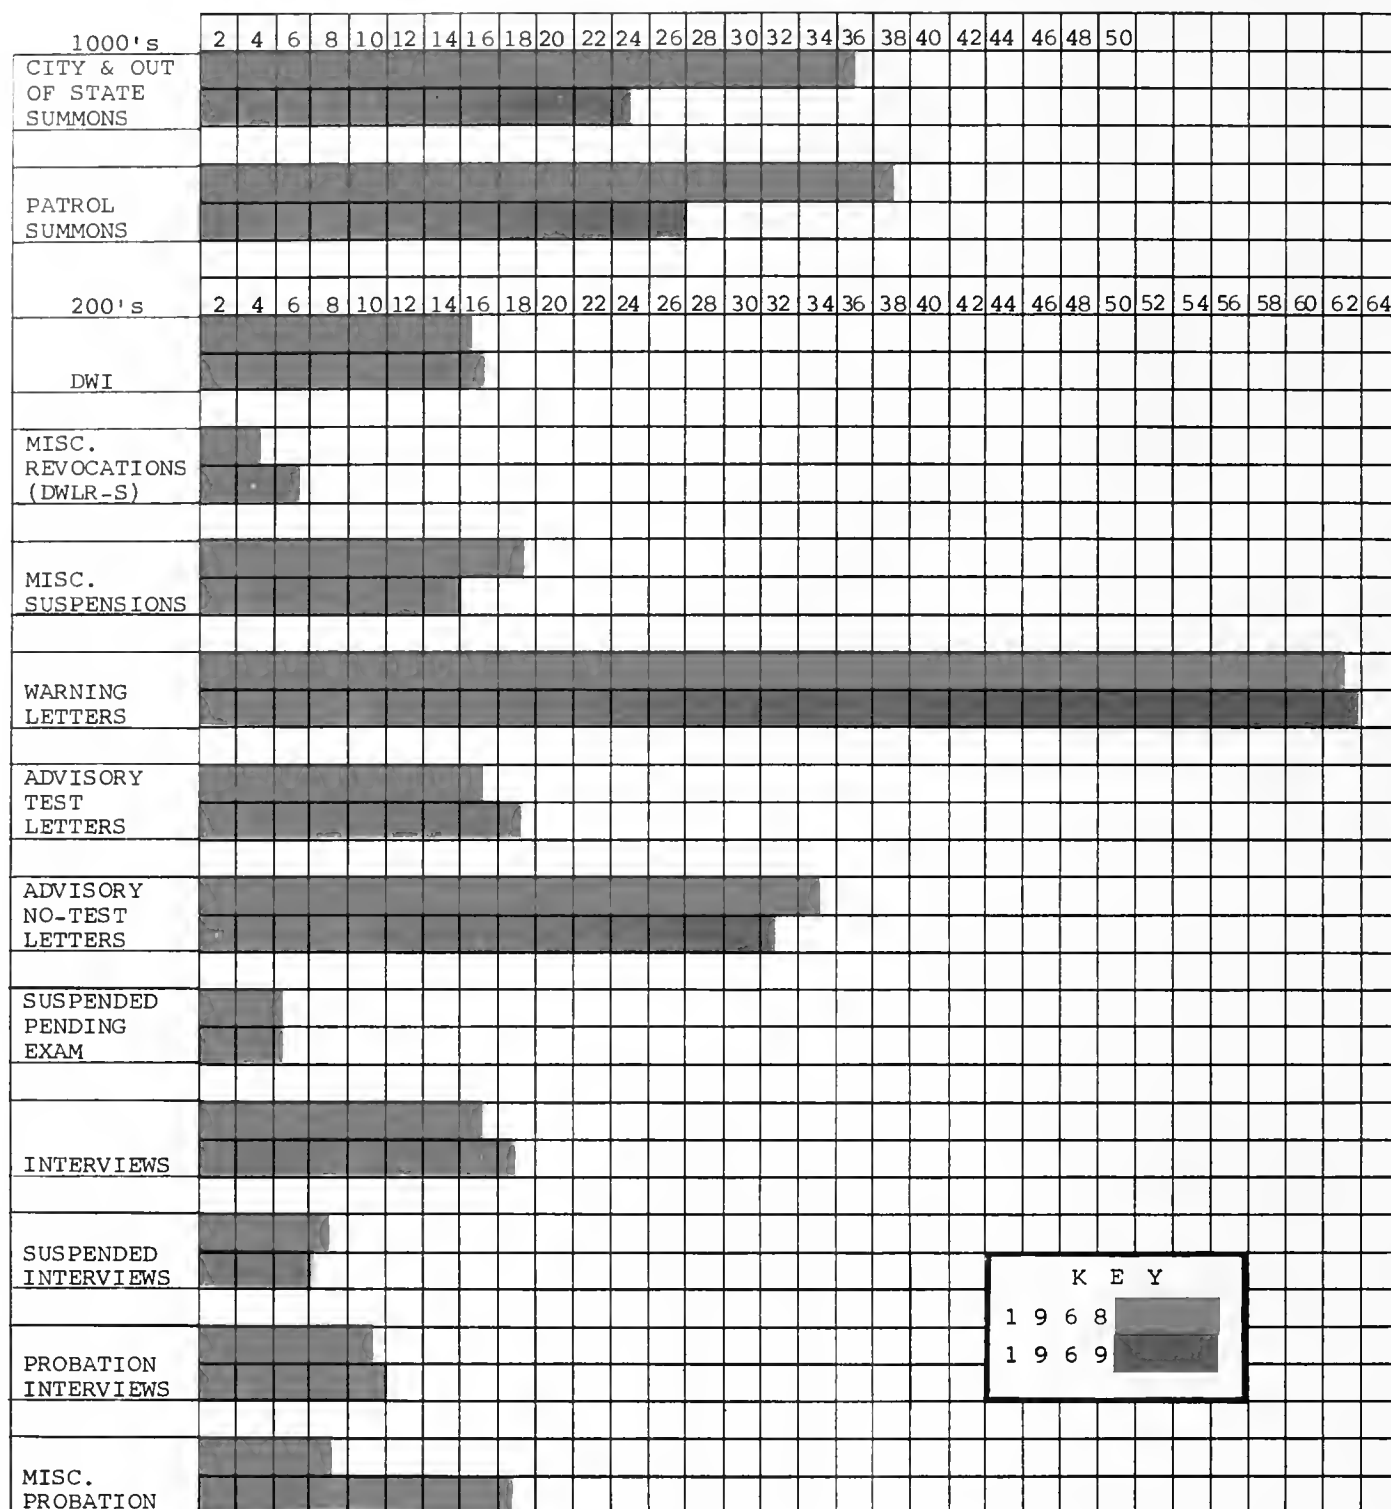 1000's 2 4 6 8 10 12 14 16 18 20 22 24 26 28 30 32 34 36 38 40 42 44 46 48 50
CITY & OUT
OF STATE
SUMMONS
PATROL
SUMMONS
200's 2 4 6 8 10 12 14 16 18 20 22 24 26 28 30 32 34 36 38 40 42 44 46 48 50 52 54 56 58 60 62 64
DWI
MISC.
REVOCATIONS
(DWLR-S)
MISC.
SUSPENSIONS
WARNING
LETTERS
ADVISORY
TEST
LETTERS
ADVISORY
NO-TEST
LETTERS
SUSPENDED
PENDING
EXAM
INTERVIEWS
SUSPENDED
INTERVIEWS
PROBATION
INTERVIEWS
MISC.
PROBATION
K E Y
1 9 6 8
1 9 6 9